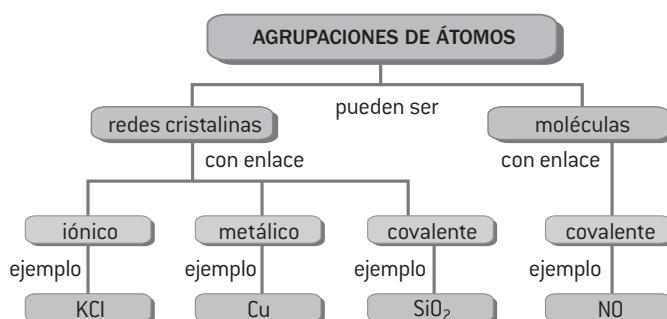 AGRUPACIONES DE ÁTOMOS
pueden ser
redes cristalinas
moléculas
con enlace
con enlace
iónico
metálico
covalente
covalente
ejemplo
ejemplo
ejemplo
ejemplo
KCl
Cu
SiO₂
NO